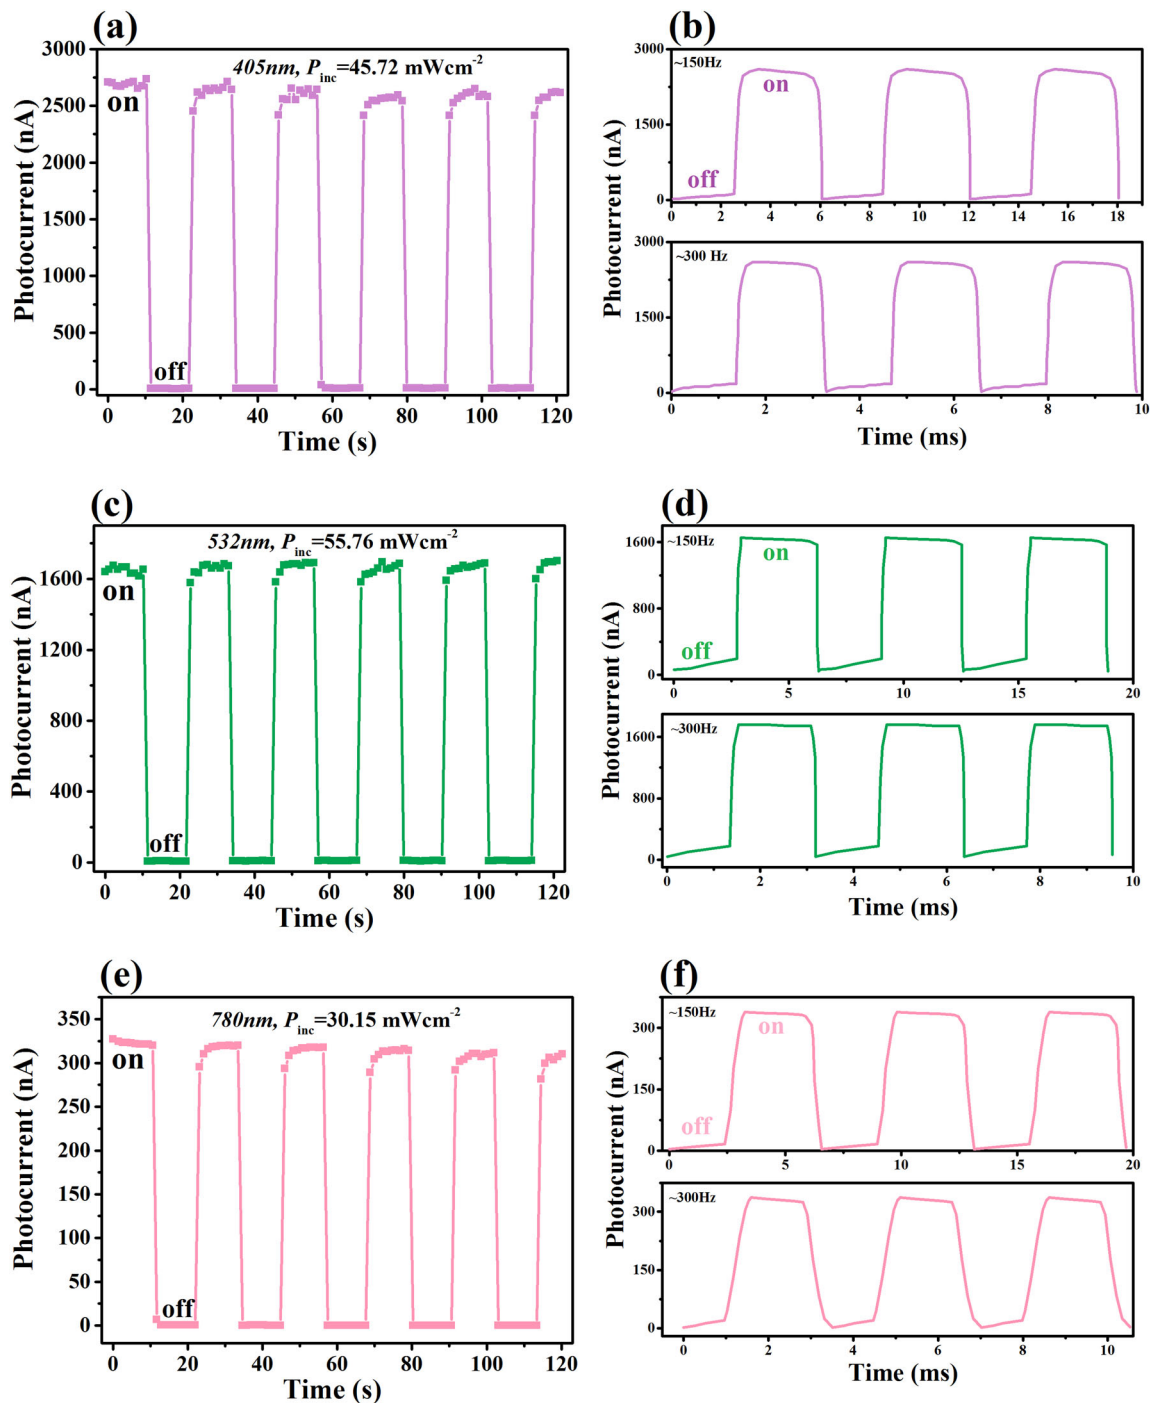 (a)
405nm, Pinc=45.72 mWcm-2
on
off
3000
2500
2000
1500
1000
500
0
0 20 40 60 80 100 120
Photocurrent (nA)
Time (s)
(b)
~150Hz
on
off
3000
1500
0
0 2 4 6 8 10 12 14 16 18
~300 Hz
3000
1500
0
0 2 4 6 8 10
Photocurrent (nA)
Time (ms)
(c)
532nm, Pinc=55.76 mWcm-2
on
off
1600
1200
800
400
0
0 20 40 60 80 100 120
Photocurrent (nA)
Time (s)
(d)
~150Hz
on
off
1600
800
0
0 5 10 15 20
~300Hz
1600
800
0
0 2 4 6 8 10
Photocurrent (nA)
Time (ms)
(e)
780nm, Pinc=30.15 mWcm-2
on
off
350
300
250
200
150
100
50
0
0 20 40 60 80 100 120
Photocurrent (nA)
Time (s)
(f)
~150Hz
on
off
300
150
0
0 5 10 15 20
~300Hz
300
150
0
0 2 4 6 8 10
Photocurrent (nA)
Time (ms)